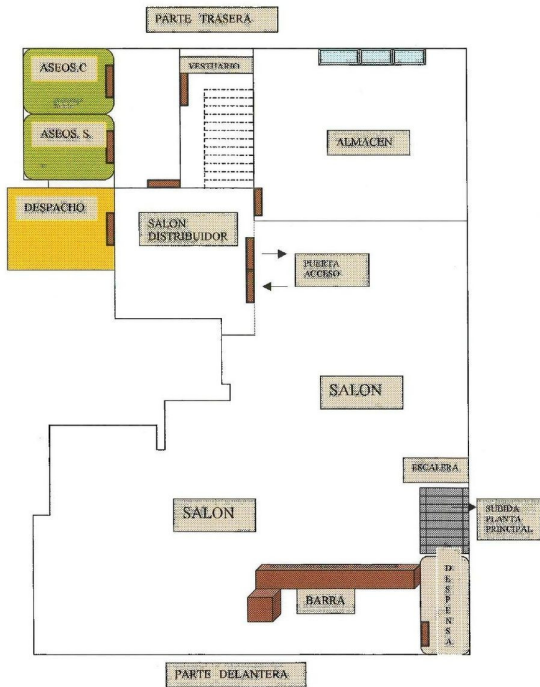 PARTE TRASERA
ASEOS.C
VESTUARIO
ASEOS. S.
ALMACEN
DESPACHO
SALON
DISTRIBUIDOR
PUERTA
ACCESO
SALON
ESCALERA
SALON
SUBIDA
PLANTA
PRINCIPAL
DESPENSA
BARRA
PARTE DELANTERA